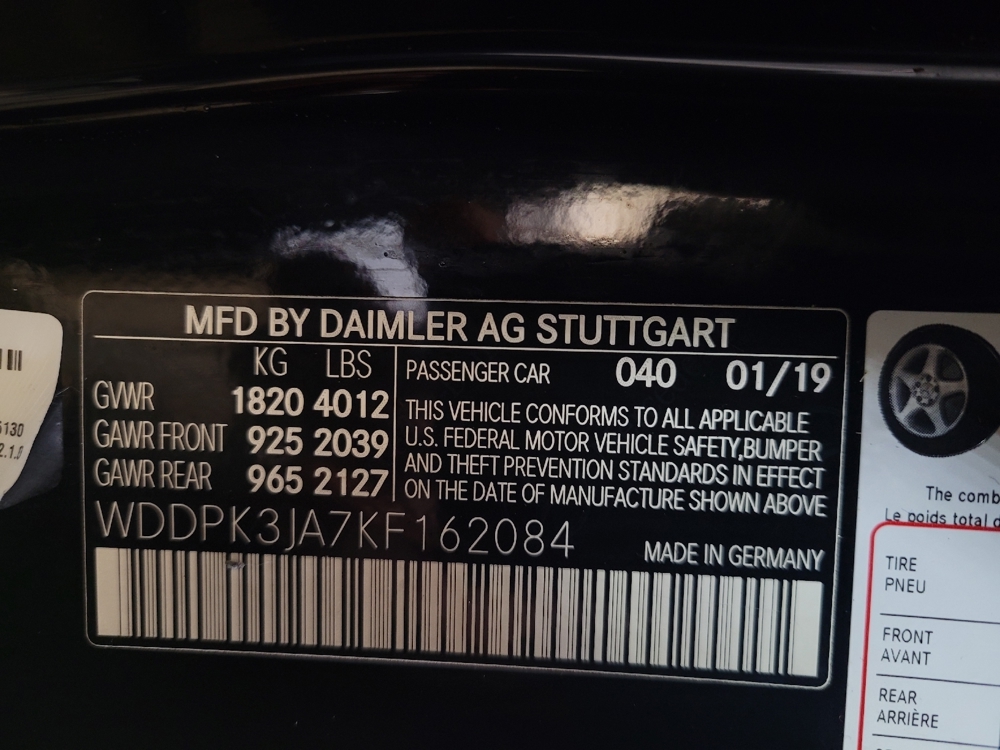 MFD BY DAIMLER AG STUTTGART
KG LBS
GVWR 1820 4012
GAWR FRONT 925 2039
GAWR REAR 965 2127
PASSENGER CAR 040 01/19
THIS VEHICLE CONFORMS TO ALL APPLICABLE
U.S. FEDERAL MOTOR VEHICLE SAFETY,BUMPER
AND THEFT PREVENTION STANDARDS IN EFFECT
ON THE DATE OF MANUFACTURE SHOWN ABOVE
WDDPK3JA7KF162084
MADE IN GERMANY
The comb
Le poids total d
TIRE
PNEU
FRONT
AVANT
REAR
ARRIÈRE